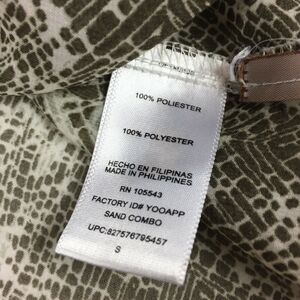 100% POLIESTER
100% POLYESTER
HECHO EN FILIPINAS
MADE IN PHILIPPINES
RN 105543
FACTORY ID# YOOAPP
SAND COMBO
UPC:827576795457
S